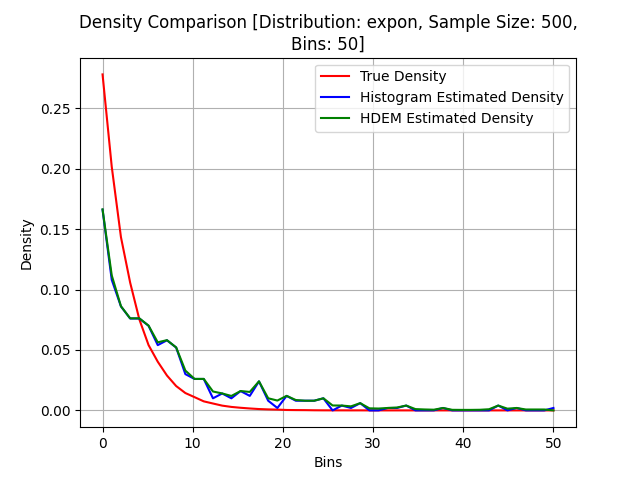 Density Comparison [Distribution: expon, Sample Size: 500,
Bins: 50]
True Density
Histogram Estimated Density
HDEM Estimated Density
Density
0.25
0.20
0.15
0.10
0.05
0.00
0 10 20 30 40 50
Bins